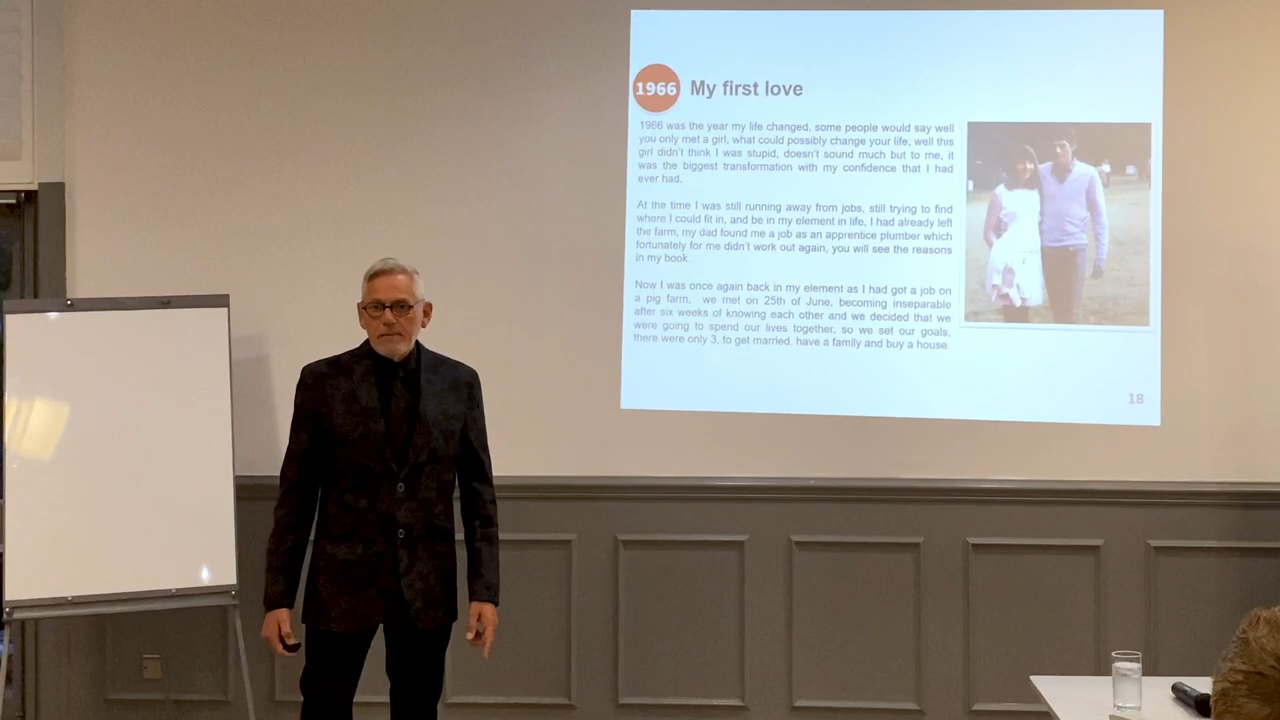 1966 My first love
1966 was the year my life changed, some people would say well
you only met a girl, what could possibly change your life, well this
girl didn't think I was stupid, doesn't sound much but to me, it
was the biggest transformation with my confidence that I had
ever had.
At the time I was still running away from jobs, still trying to find
where I could fit in, and be in my element in life, I had already left
the farm, my dad found me a job as an apprentice plumber which
fortunately for me didn't work out again, you will see the reasons
in my book.
Now I was once again back in my element as I had got a job on
a pig farm, we met on 25th of June, becoming inseparable
after six weeks of knowing each other and we decided that we
were going to spend our lives together, so we set our goals,
there were only 3, to get married, have a family and buy a house.
18